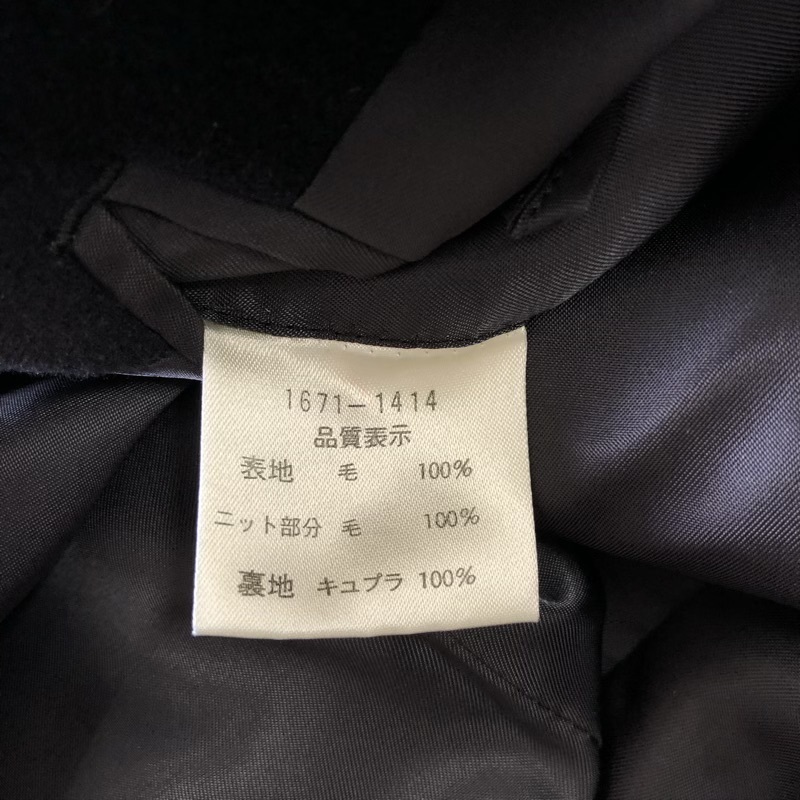 1671-1414
品質表示
表地 毛 100%
ニット部分 毛 100%
裏地 キュプラ 100%